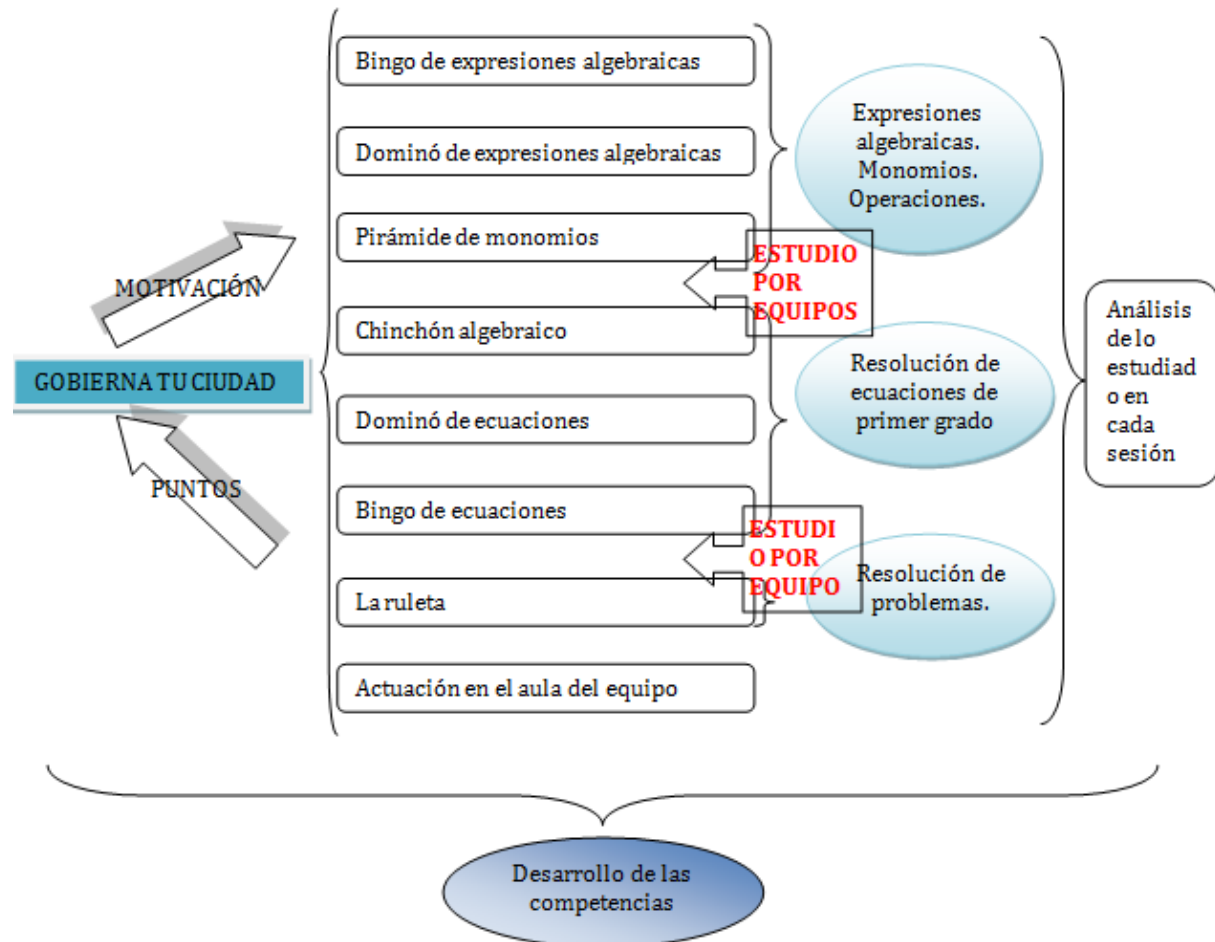 Bingo de expresiones algebraicas
Dominó de expresiones algebraicas
Pirámide de monomios
Chinchón algebraico
Dominó de ecuaciones
Bingo de ecuaciones
La ruleta
Actuación en el aula del equipo
MOTIVACIÓN
GOBIERNA TU CIUDAD
PUNTOS
Expresiones
algebraicas.
Monomios.
Operaciones.
ESTUDIO
POR
EQUIPOS
Resolución de
ecuaciones de
primer grado
ESTUDI
O POR
EQUIPO
Resolución de
problemas.
Análisis
de lo
estudiad
o en
cada
sesión
Desarrollo de las
competencias